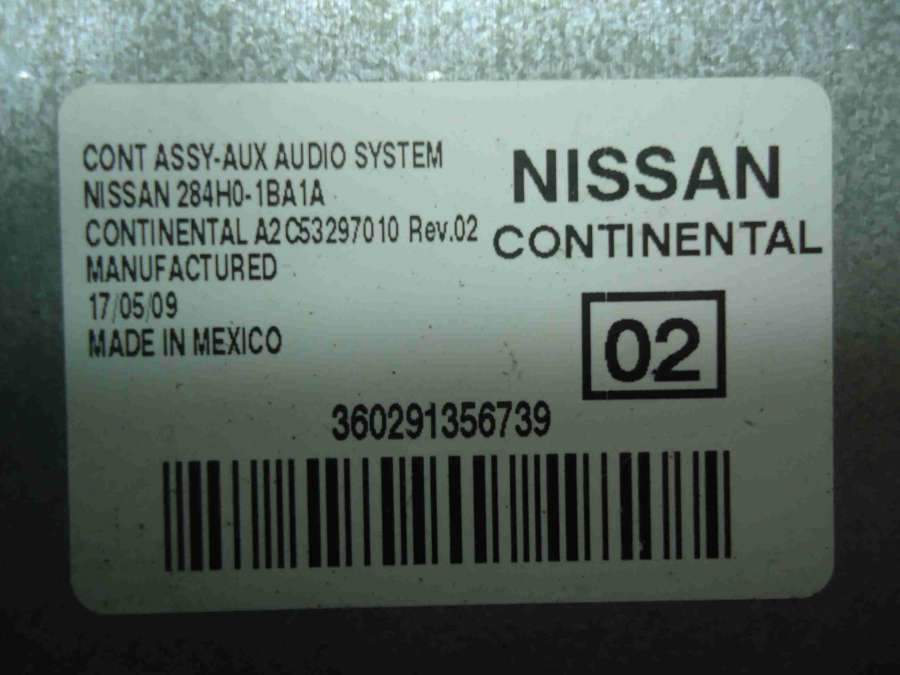 CONT ASSY-AUX AUDIO SYSTEM
NISSAN 284H0-1BA1A
CONTINENTAL A2C53297010 Rev.02
MANUFACTURED
17/05/09
MADE IN MEXICO
NISSAN
CONTINENTAL
02
360291356739